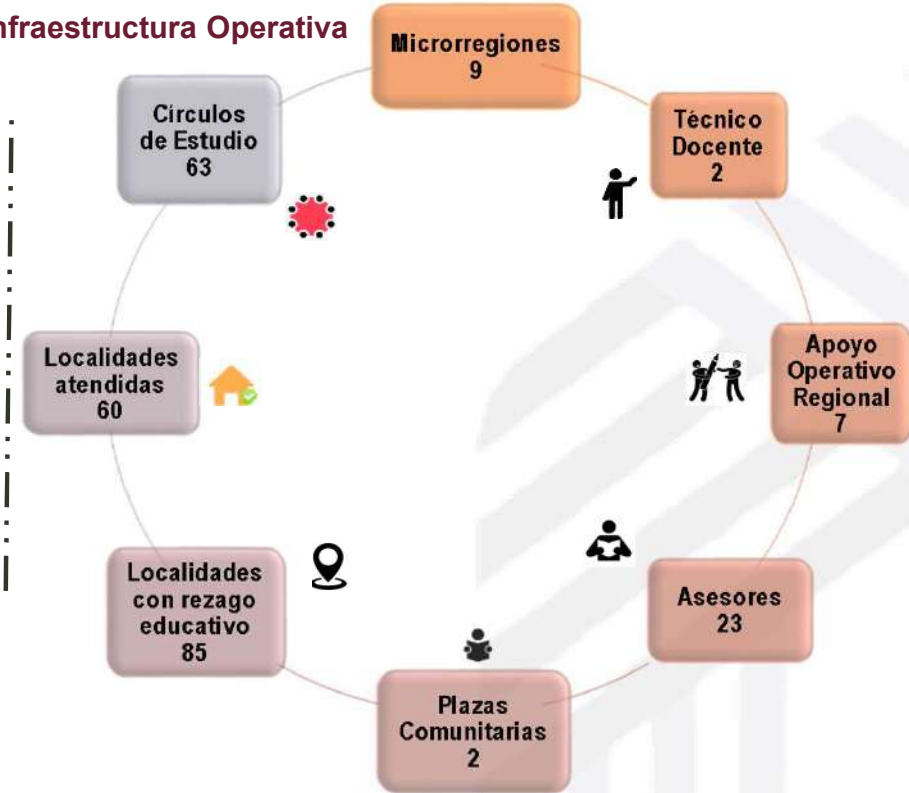 nfraestructura Operativa
Microrregiones
9
Técnico
Docente
2
Apoyo
Operativo
Regional
7
Asesores
23
Plazas
Comunitarias
2
Localidades
con rezago
educativo
85
Localidades
atendidas
60
Círculos
de Estudio
63